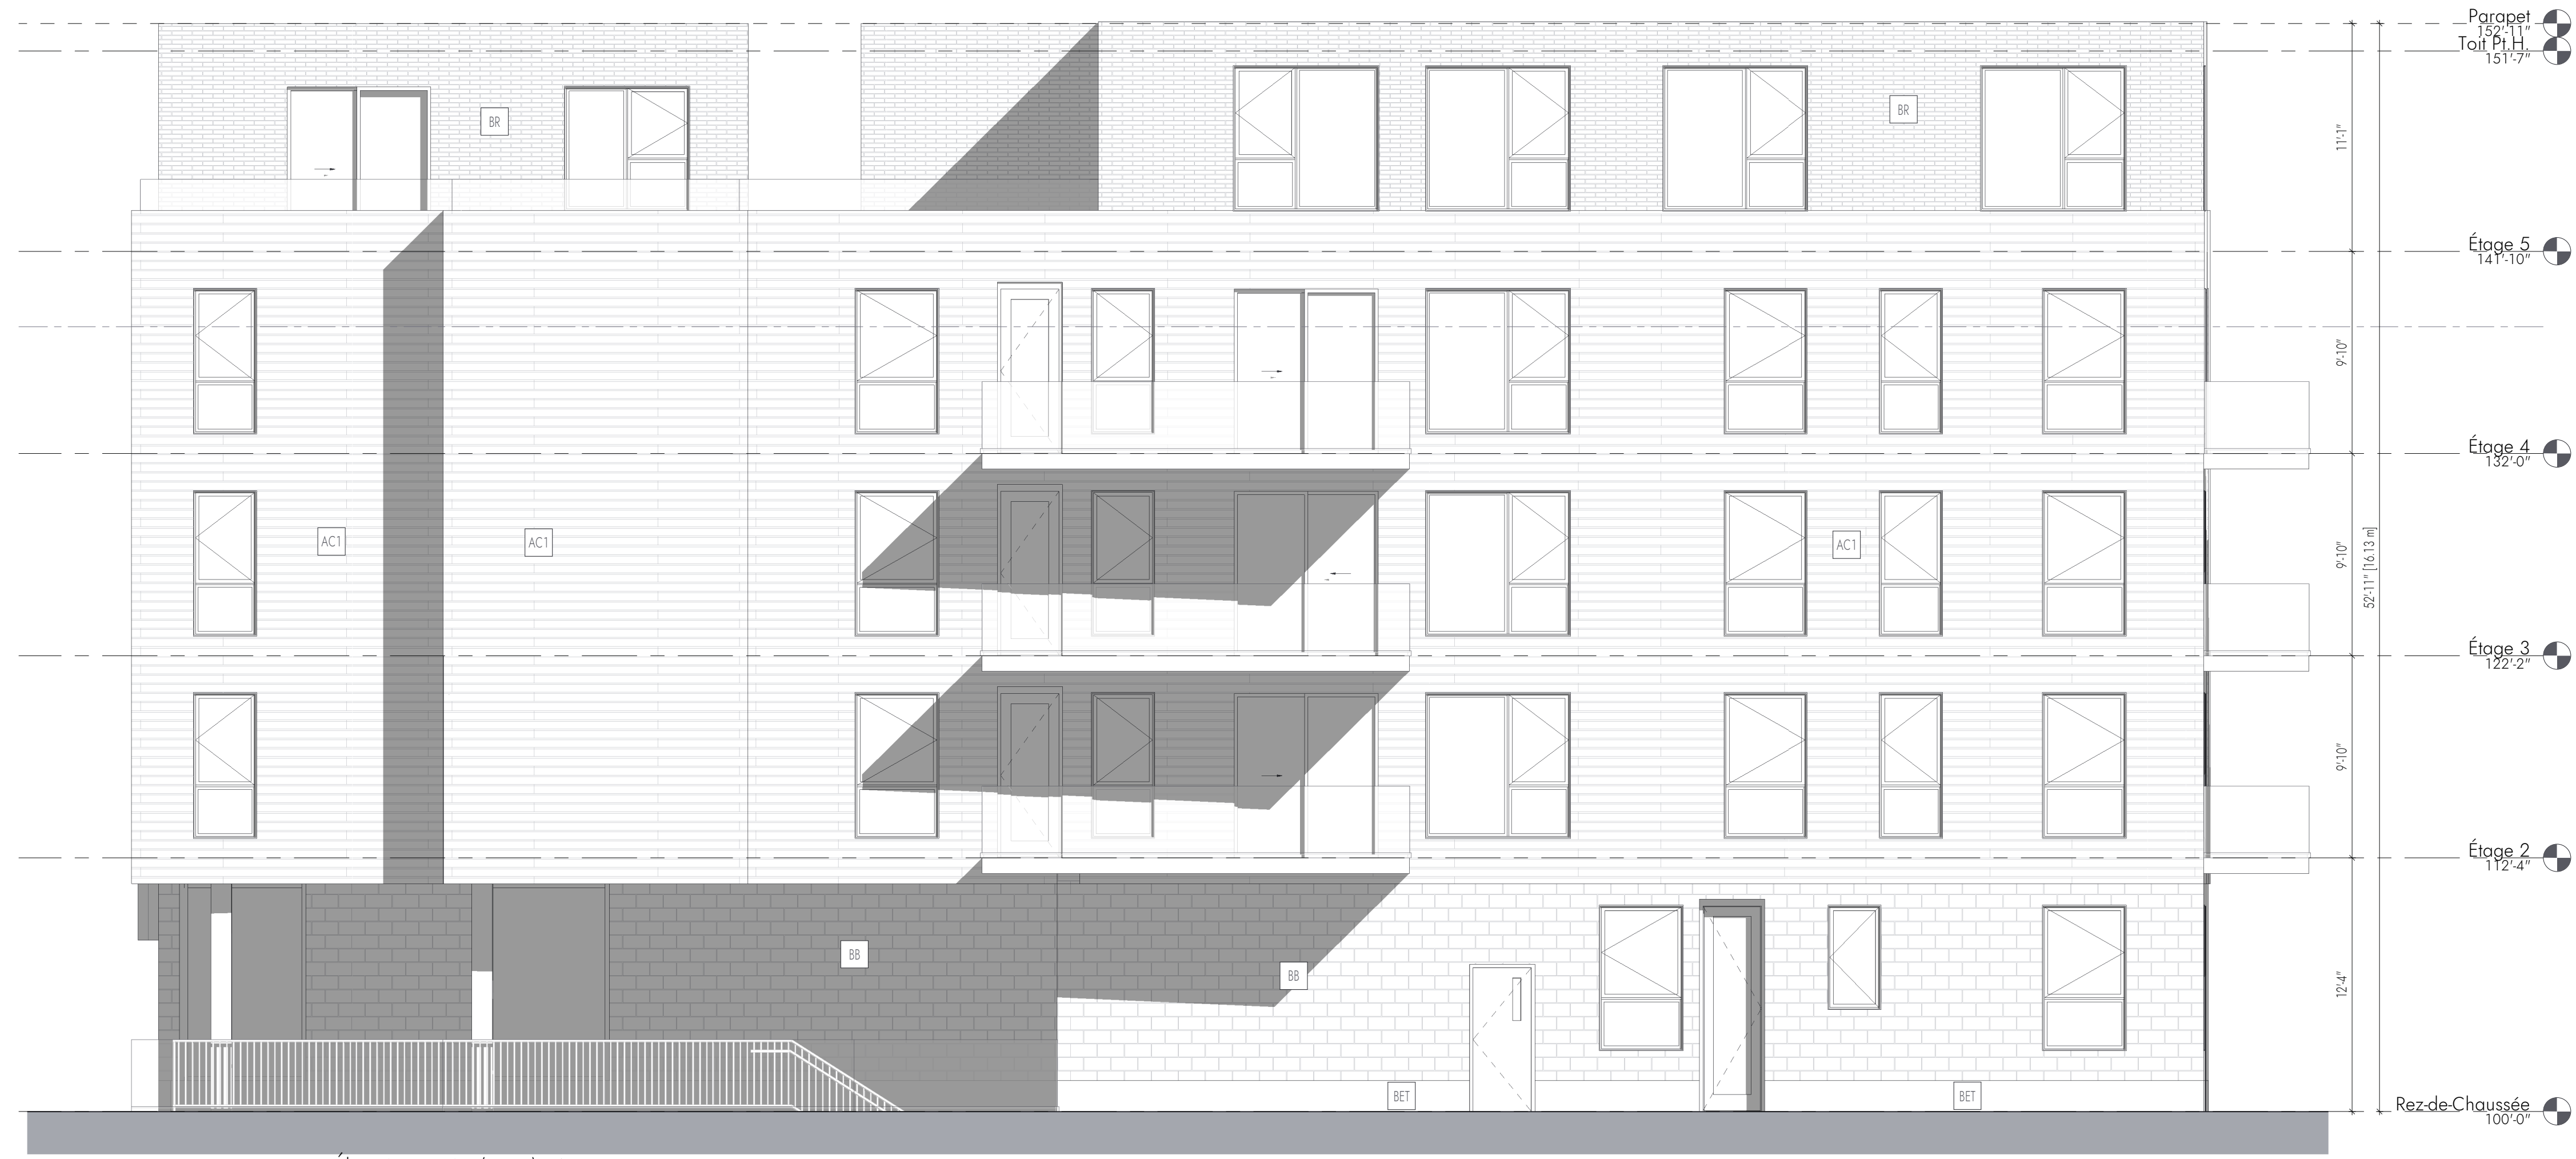 Parapet
152'-11"
Toit Pt.H.
151'-7"
BR
BR
11'-1"
Étage 5
141'-10"
9'-10"
Étage 4
132'-0"
AC1
AC1
AC1
9'-10"
52'-11" [16.13 m]
Étage 3
122'-2"
9'-10"
Étage 2
112'-4"
BB
BB
12'-4"
BET
BET
Rez-de-Chaussée
100'-0"